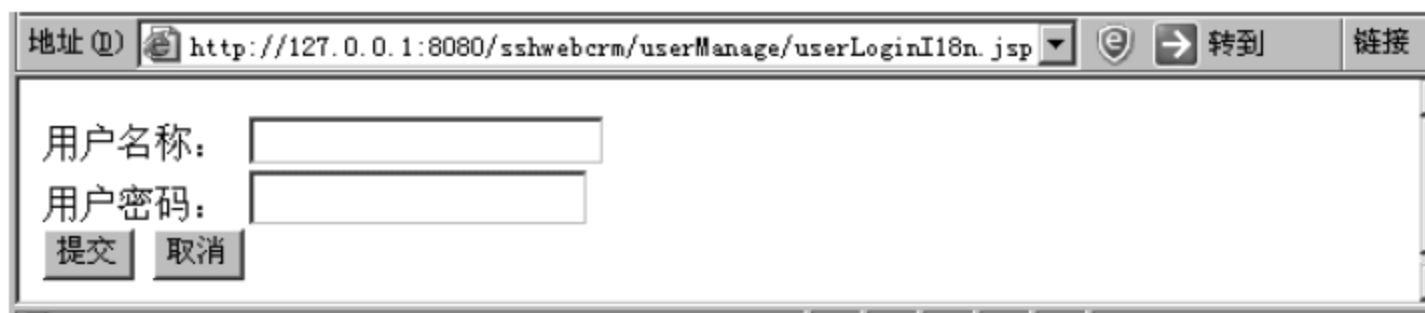 地址(D) http://127.0.0.1:8080/sshwebcrm/userManage/userLoginI18n.jsp 转到 链接
用户名称：
用户密码：
提交 取消